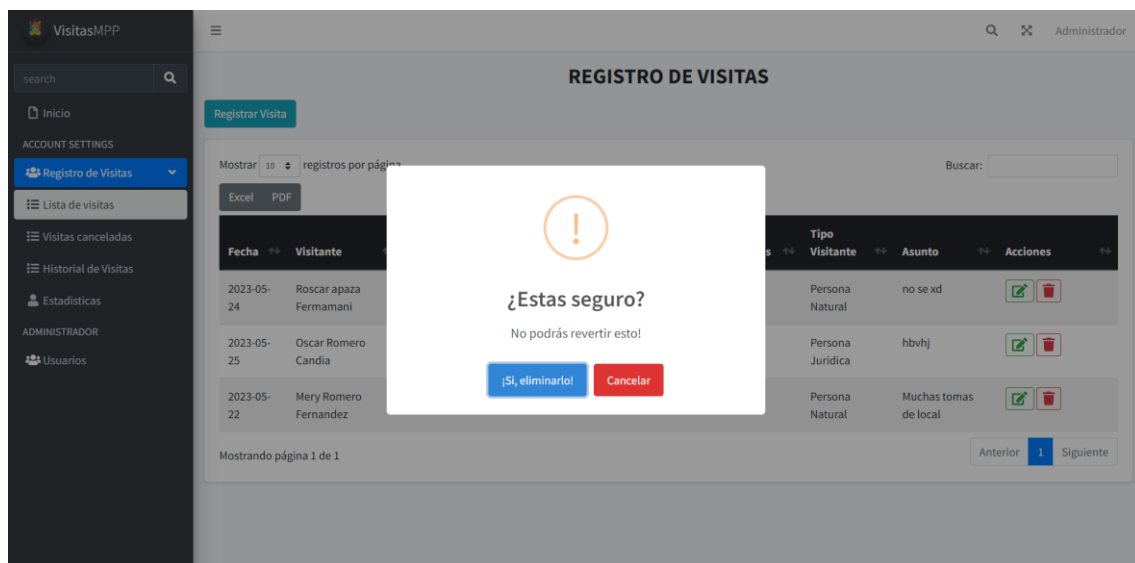 VisitasMPP
Administrador
search
REGISTRO DE VISITAS
Inicio
Registrar Visita
ACCOUNT SETTINGS
Registro de Visitas
Lista de visitas
Visitas canceladas
Historial de Visitas
Estadisticas
ADMINISTRADOR
Usuarios
Mostrar 10 registros por página
Buscar:
Excel PDF
Fecha Visitante s Tipo Visitante Asunto Acciones
2023-05-24 Roscar apaza Fermamani Persona Natural no se xd
2023-05-25 Oscar Romero Candia Persona Juridica hbvhj
2023-05-22 Mery Romero Fernandez Persona Natural Muchas tomas de local
Mostrando página 1 de 1
Anterior 1 Siguiente
!
¿Estas seguro?
No podrás revertir esto!
¡Si, eliminarlo! Cancelar